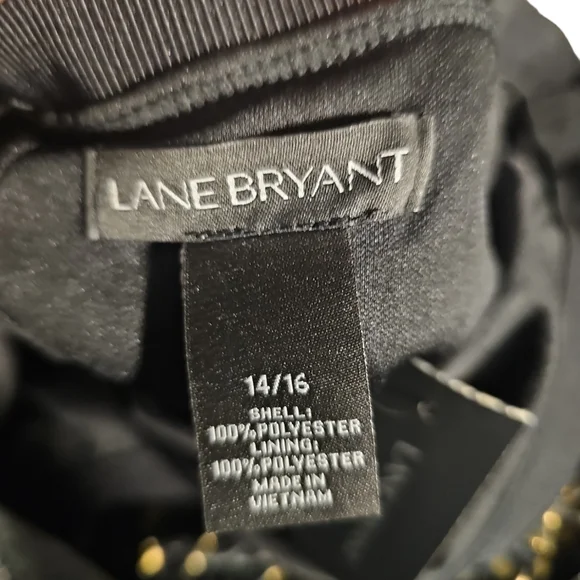 LANE BRYANT
14/16
SHELL:
100% POLYESTER
LINING:
100% POLYESTER
MADE IN
VIETNAM